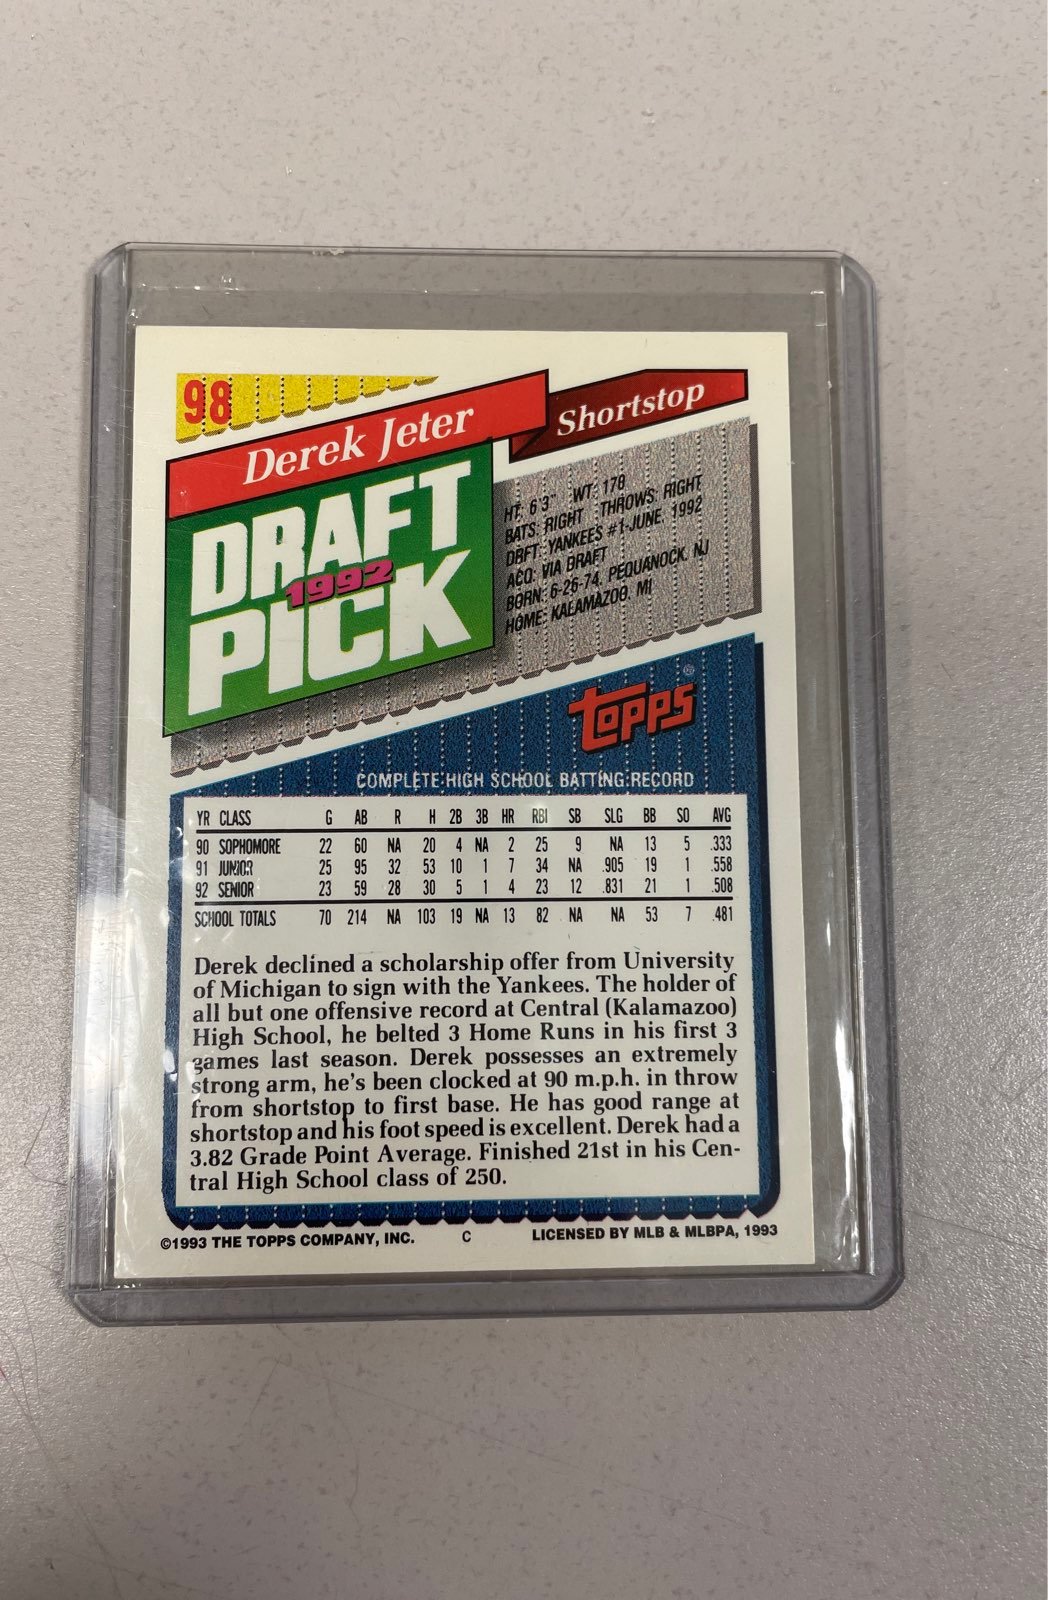 98
Derek Jeter
Shortstop
DRAFT
1992
PICK
HT: 6'3" WT: 178
BATS: RIGHT THROWS: RIGHT
DRFT: YANKEES #1-JUNE, 1992
ACQ: VIA DRAFT
BORN: 6-26-74, PEQUANOCK, NJ
HOME: KALAMAZOO, MI
topps®
COMPLETE HIGH SCHOOL BATTING RECORD
YR CLASS G AB R H 2B 3B HR RBI SB SLG BB SO AVG
90 SOPHOMORE 22 60 NA 20 4 NA 2 25 9 NA 13 5 .333
91 JUNIOR 25 95 32 53 10 1 7 34 NA .905 19 1 .558
92 SENIOR 23 59 28 30 5 1 4 23 12 .831 21 1 .508
SCHOOL TOTALS 70 214 NA 103 19 NA 13 82 NA NA 53 7 .481
Derek declined a scholarship offer from University
of Michigan to sign with the Yankees. The holder of
all but one offensive record at Central (Kalamazoo)
High School, he belted 3 Home Runs in his first 3
games last season. Derek possesses an extremely
strong arm, he's been clocked at 90 m.p.h. in throw
from shortstop to first base. He has good range at
shortstop and his foot speed is excellent. Derek had a
3.82 Grade Point Average. Finished 21st in his Cen-
tral High School class of 250.
©1993 THE TOPPS COMPANY, INC. C LICENSED BY MLB & MLBPA, 1993